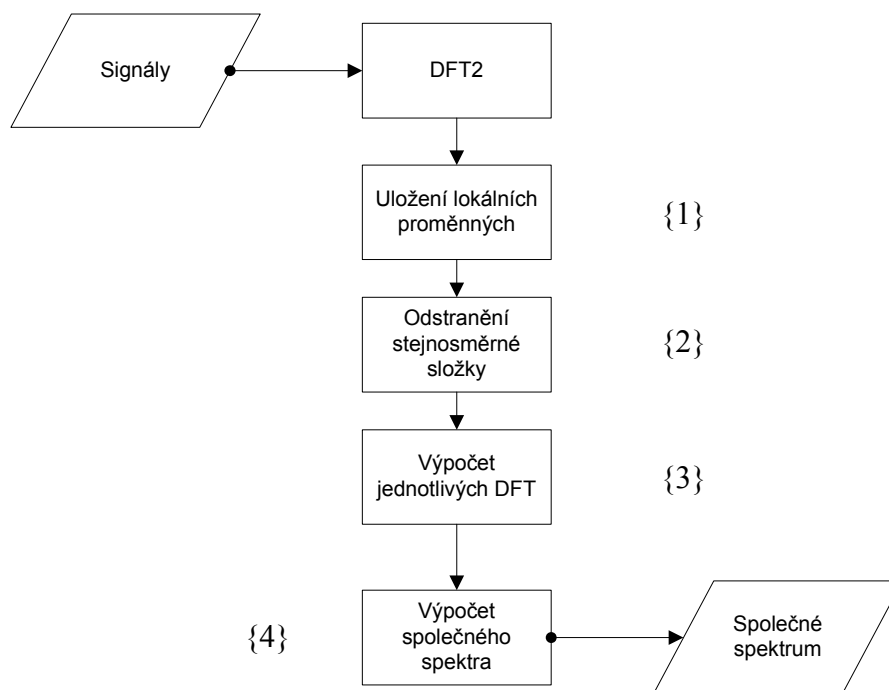 Signály
DFT2
Uložení lokálních
proměnných
{1}
Odstranění
stejnosměrné
složky
{2}
Výpočet
jednotlivých DFT
{3}
{4}
Výpočet
společného
spektra
Společné
spektrum